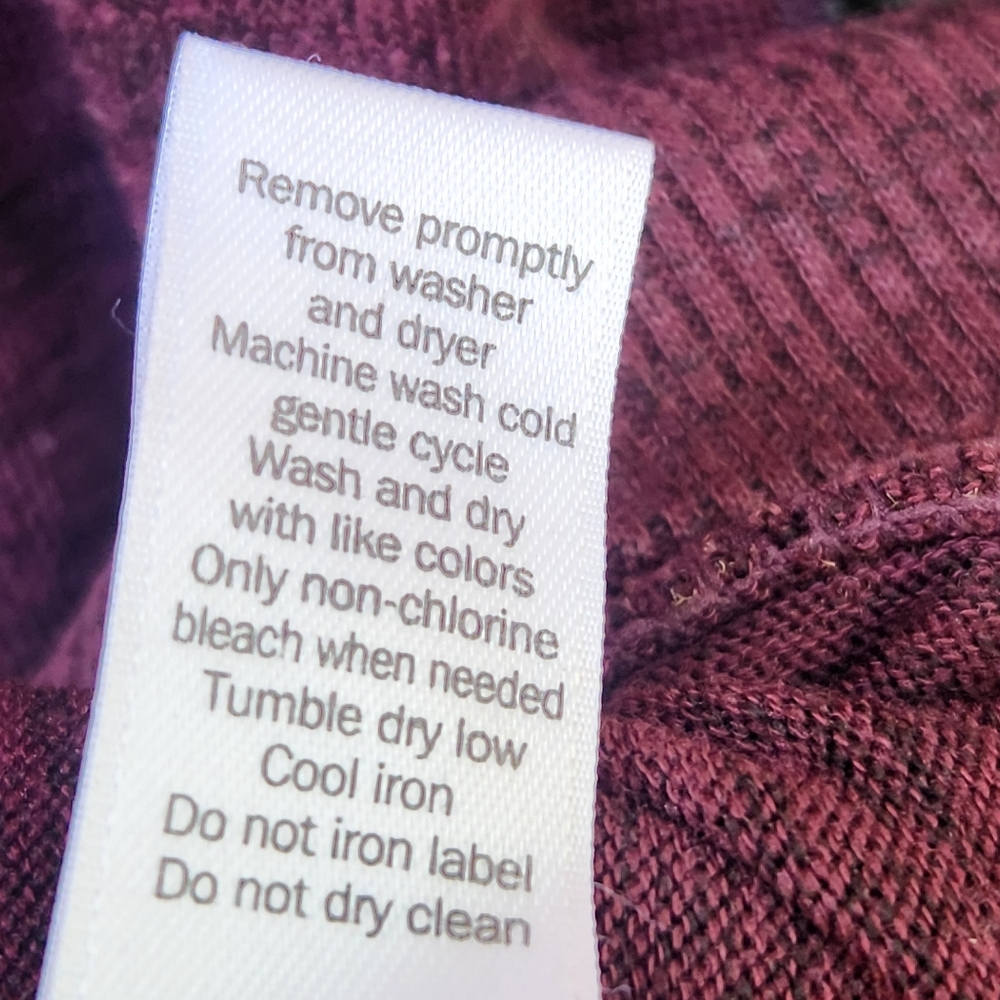 Remove promptly
from washer
and dryer
Machine wash cold
gentle cycle
Wash and dry
with like colors
Only non-chlorine
bleach when needed
Tumble dry low
Cool iron
Do not iron label
Do not dry clean